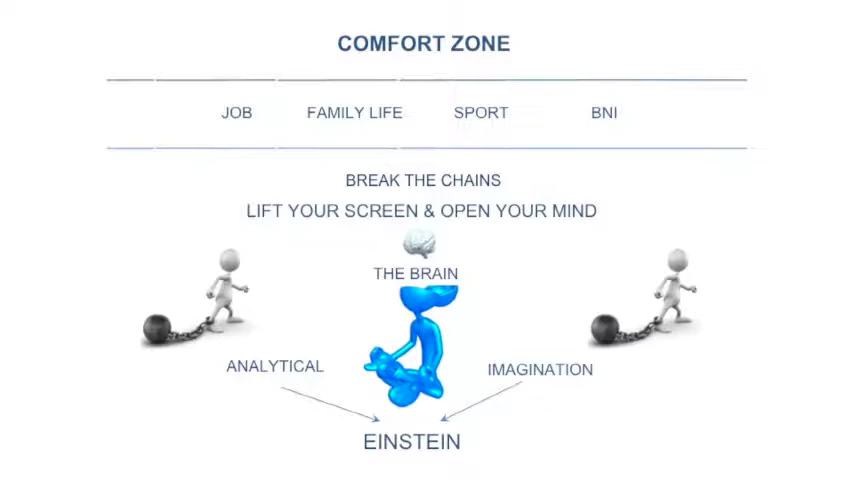 COMFORT ZONE
JOB FAMILY LIFE SPORT BNI
BREAK THE CHAINS
LIFT YOUR SCREEN & OPEN YOUR MIND
THE BRAIN
ANALYTICAL IMAGINATION
EINSTEIN